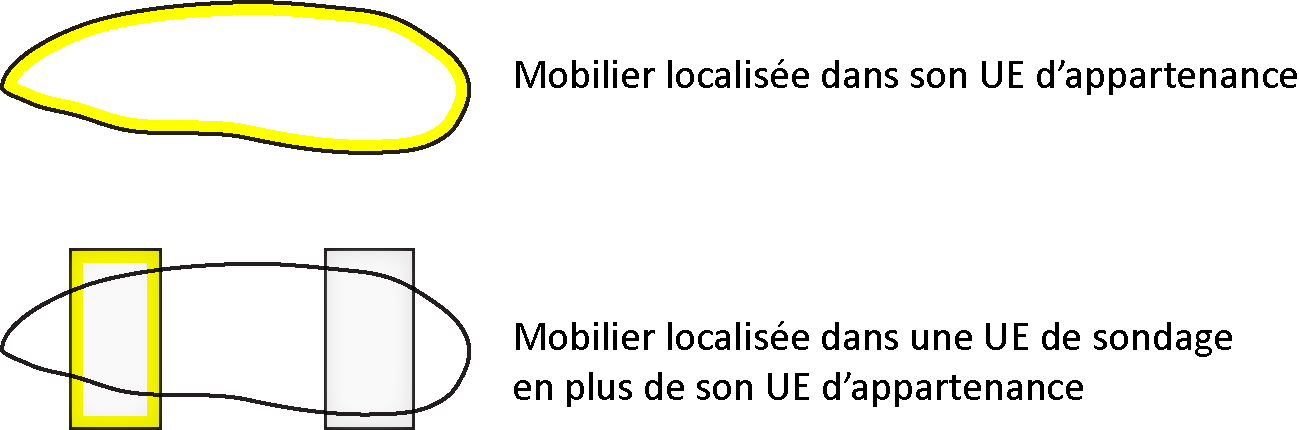 Mobilier localisée dans son UE d’appartenance
Mobilier localisée dans une UE de sondage
en plus de son UE d’appartenance